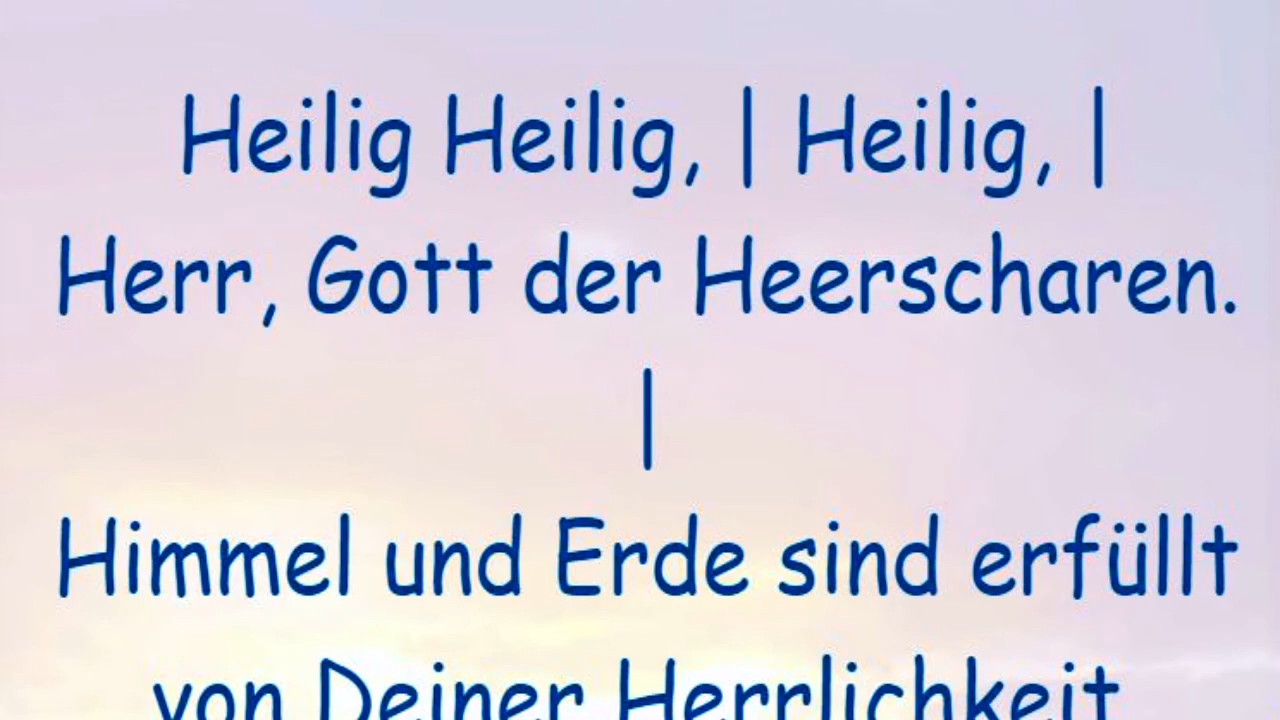 Heilig Heilig, | Heilig, |
Herr, Gott der Heerscharen.
|
Himmel und Erde sind erfüllt
von Deiner Herrlichkeit